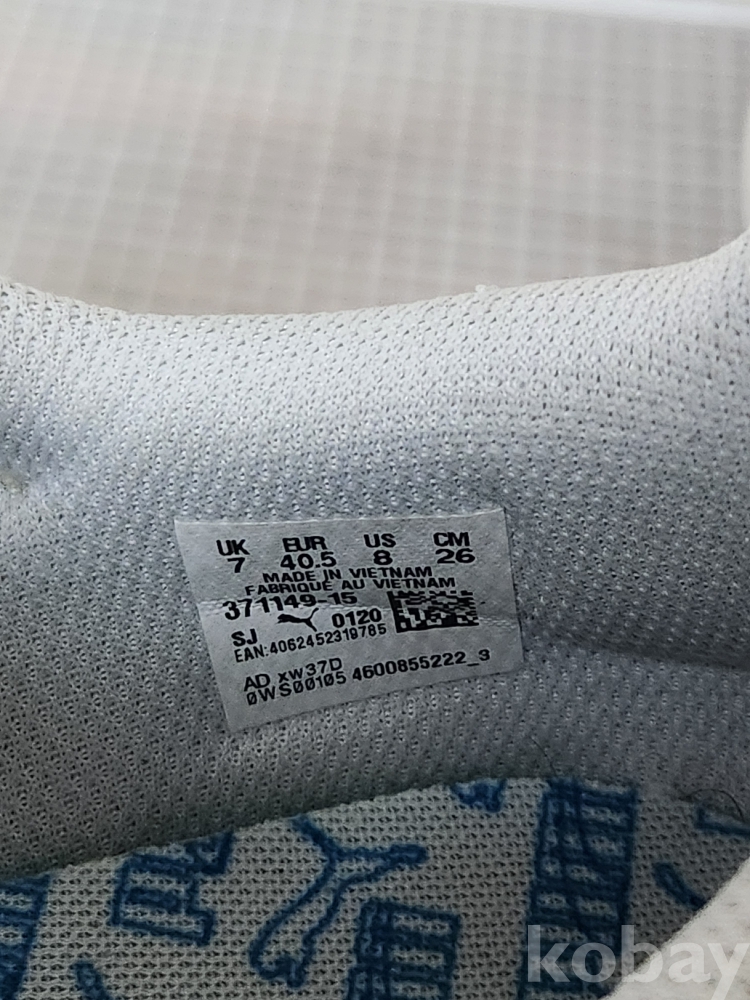 UK EUR US CM
7 40.5 8 26
MADE IN VIETNAM
FABRIQUÉ AU VIETNAM
371149-15
SJ 0120
EAN:4062452319785
AD xw37D
0WS00105 4600855222_3
kobay